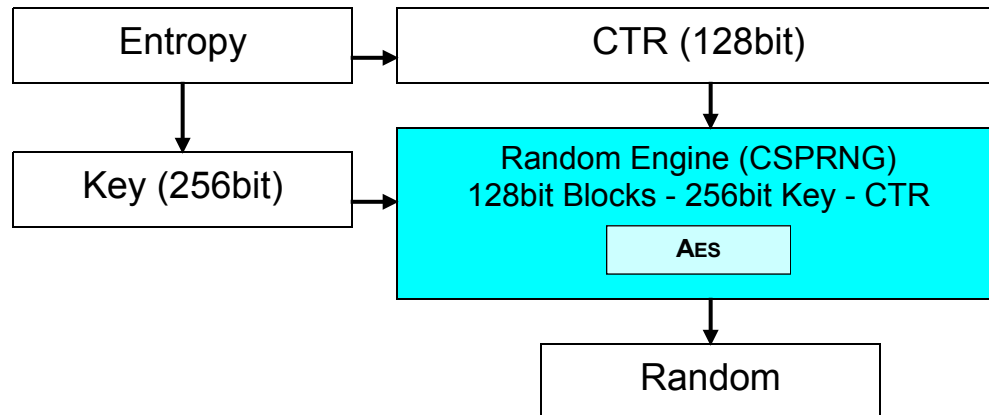 Entropy
CTR (128bit)
Key (256bit)
Random Engine (CSPRNG)
128bit Blocks - 256bit Key - CTR
AES
Random